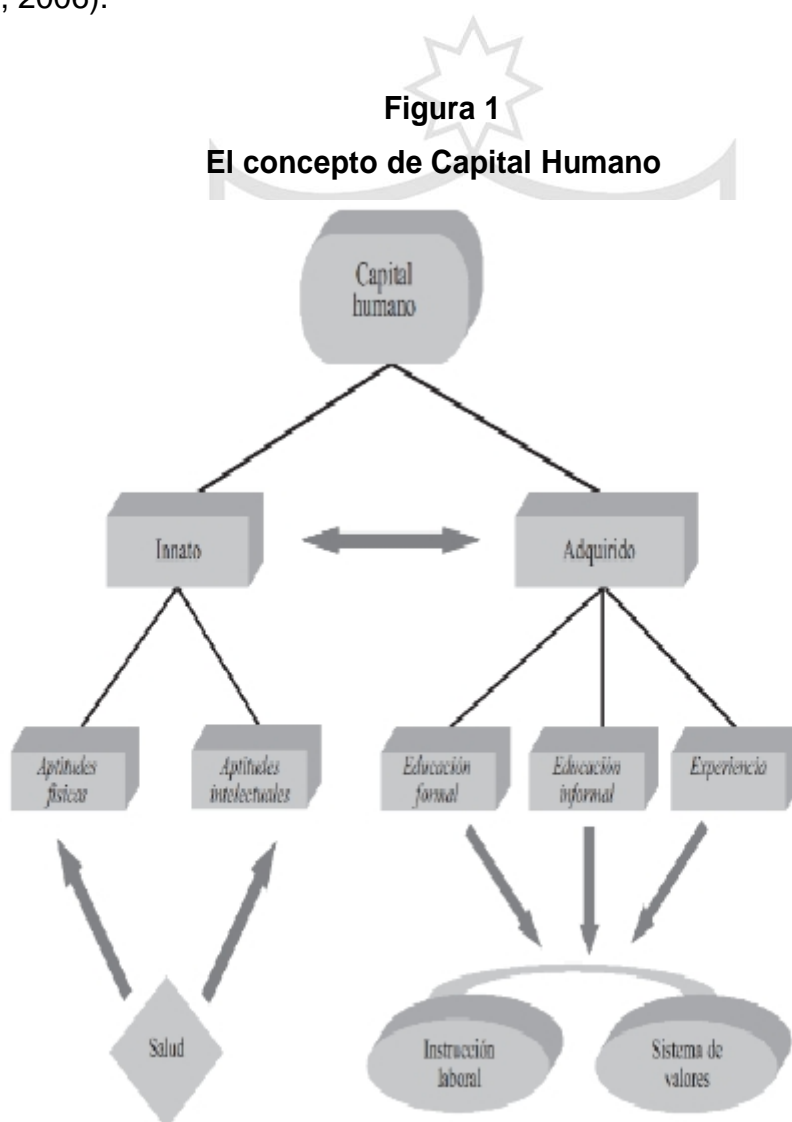 , 2006).
Figura 1
El concepto de Capital Humano
Capital
humano
Innato
Adquirido
Aptitudes
físicas
Aptitudes
intelectuales
Educación
formal
Educación
informal
Experiencia
Salud
Instrucción
laboral
Sistema de
valores